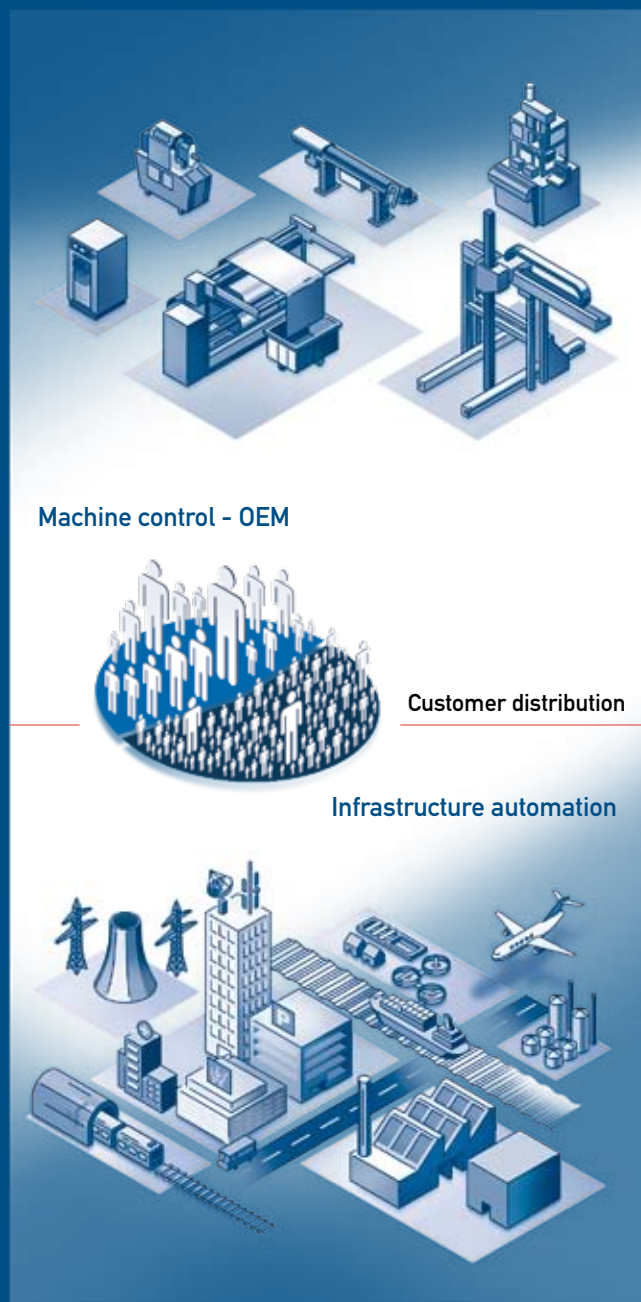 Machine control - OEM
Customer distribution
Infrastructure automation
P